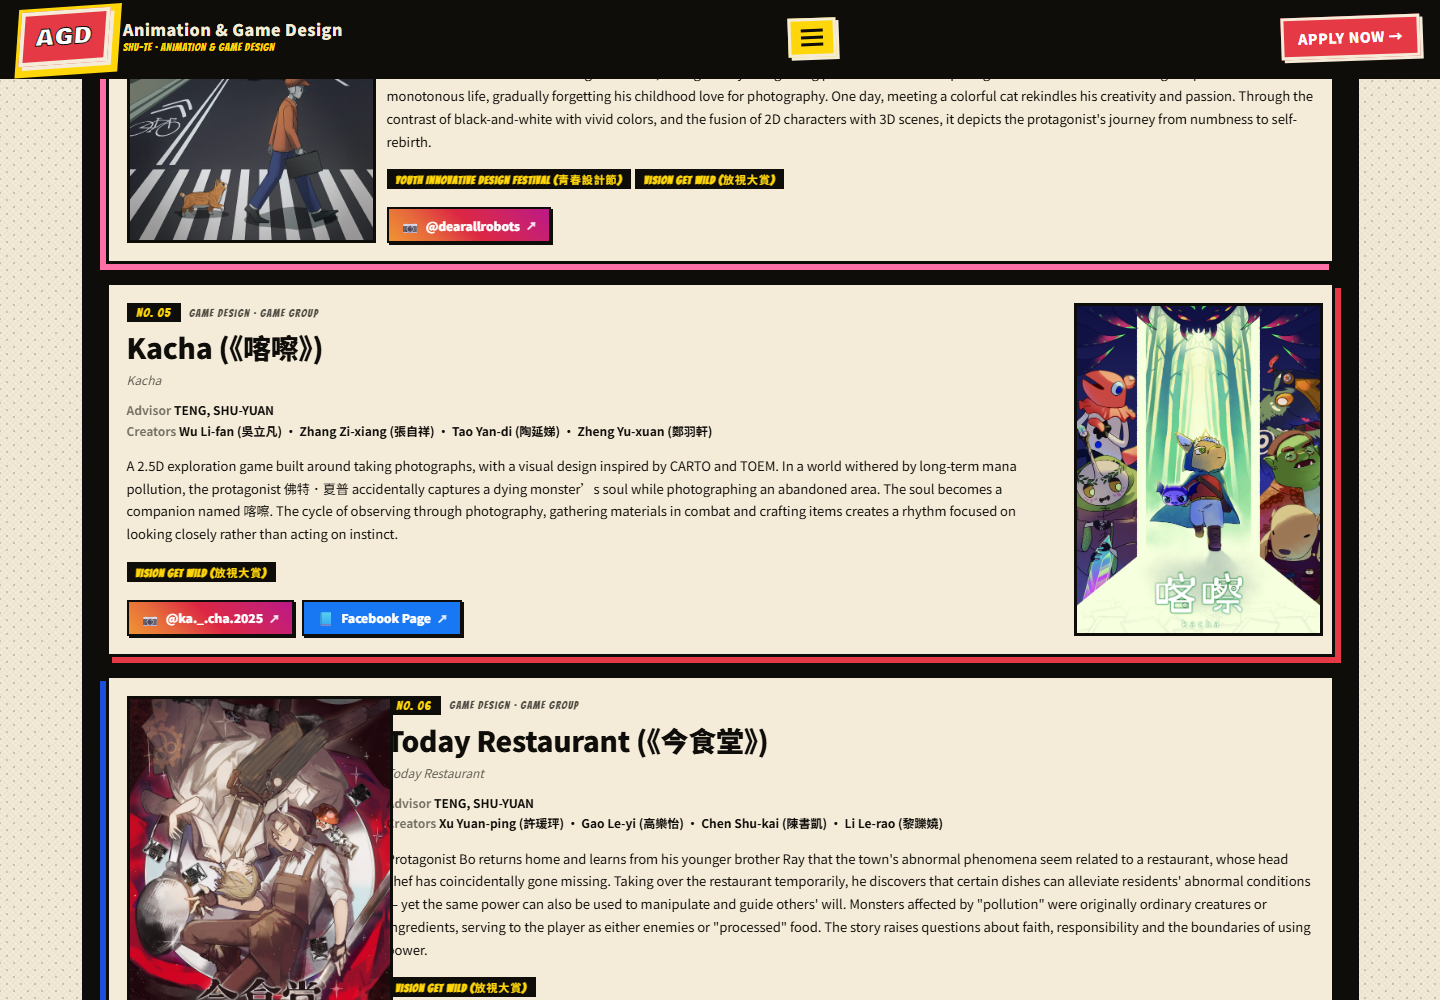 AGD
Animation & Game Design
SHU-TE · ANIMATION & GAME DESIGN
APPLY NOW →
monotonous life, gradually forgetting his childhood love for photography. One day, meeting a colorful cat rekindles his creativity and passion. Through the
contrast of black-and-white with vivid colors, and the fusion of 2D characters with 3D scenes, it depicts the protagonist's journey from numbness to self-
rebirth.
YOUTH INNOVATIVE DESIGN FESTIVAL (青春設計節)
VISION GET WILD (放視大賞)
@dearallrobots ↗
NO. 05
GAME DESIGN · GAME GROUP
Kacha (《喀嚓》)
Kacha
Advisor TENG, SHU-YUAN
Creators Wu Li-fan (吳立凡) · Zhang Zi-xiang (張自祥) · Tao Yan-di (陶延娣) · Zheng Yu-xuan (鄭羽軒)
A 2.5D exploration game built around taking photographs, with a visual design inspired by CARTO and TOEM. In a world withered by long-term mana
pollution, the protagonist 佛特・夏普 accidentally captures a dying monster’s soul while photographing an abandoned area. The soul becomes a
companion named 喀嚓. The cycle of observing through photography, gathering materials in combat and crafting items creates a rhythm focused on
looking closely rather than acting on instinct.
VISION GET WILD (放視大賞)
@ka._.cha.2025 ↗
Facebook Page ↗
喀嚓
kacha
NO. 06
GAME DESIGN · GAME GROUP
Today Restaurant (《今食堂》)
Today Restaurant
Advisor TENG, SHU-YUAN
Creators Xu Yuan-ping (許瑗玶) · Gao Le-yi (高樂怡) · Chen Shu-kai (陳書凱) · Li Le-rao (黎躒嬈)
Protagonist Bo returns home and learns from his younger brother Ray that the town's abnormal phenomena seem related to a restaurant, whose head
chef has coincidentally gone missing. Taking over the restaurant temporarily, he discovers that certain dishes can alleviate residents' abnormal conditions
— yet the same power can also be used to manipulate and guide others' will. Monsters affected by "pollution" were originally ordinary creatures or
ingredients, serving to the player as either enemies or "processed" food. The story raises questions about faith, responsibility and the boundaries of using
power.
VISION GET WILD (放視大賞)
今食堂